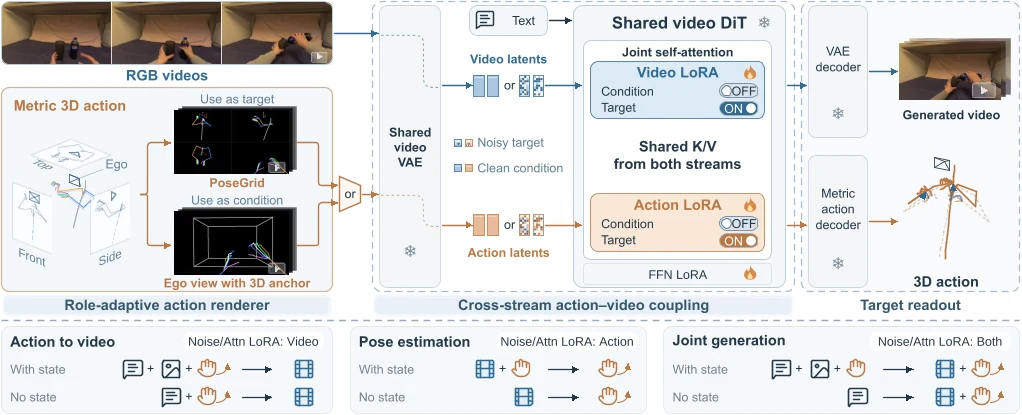 RGB videos
Metric 3D action
Top
Ego
Front
Side
Use as target
PoseGrid
Use as condition
Ego view with 3D anchor
or
Role-adaptive action renderer
Shared
video
VAE
Text
Video latents
or
Noisy target
Clean condition
or
Action latents
Shared video DiT
Joint self-attention
Video LoRA
Condition OFF
Target ON
Shared K/V
from both streams
Action LoRA
Condition OFF
Target ON
FFN LoRA
Cross-stream action–video coupling
VAE
decoder
Generated video
Metric
action
decoder
3D action
Target readout
Action to video Noise/Attn LoRA: Video
With state + +
No state +
Pose estimation Noise/Attn LoRA: Action
With state +
No state
Joint generation Noise/Attn LoRA: Both
With state + + +
No state +